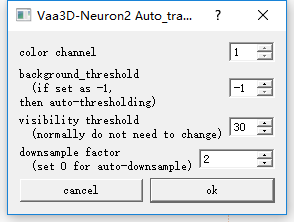 Vaa3D-Neuron2 Auto_tra... ? ×
color channel 1
background_threshold
(if set as -1,
then auto-thresholding) -1
visibility threshold
(normally do not need to change) 30
downsample factor
(set 0 for auto-downsample) 2
cancel ok